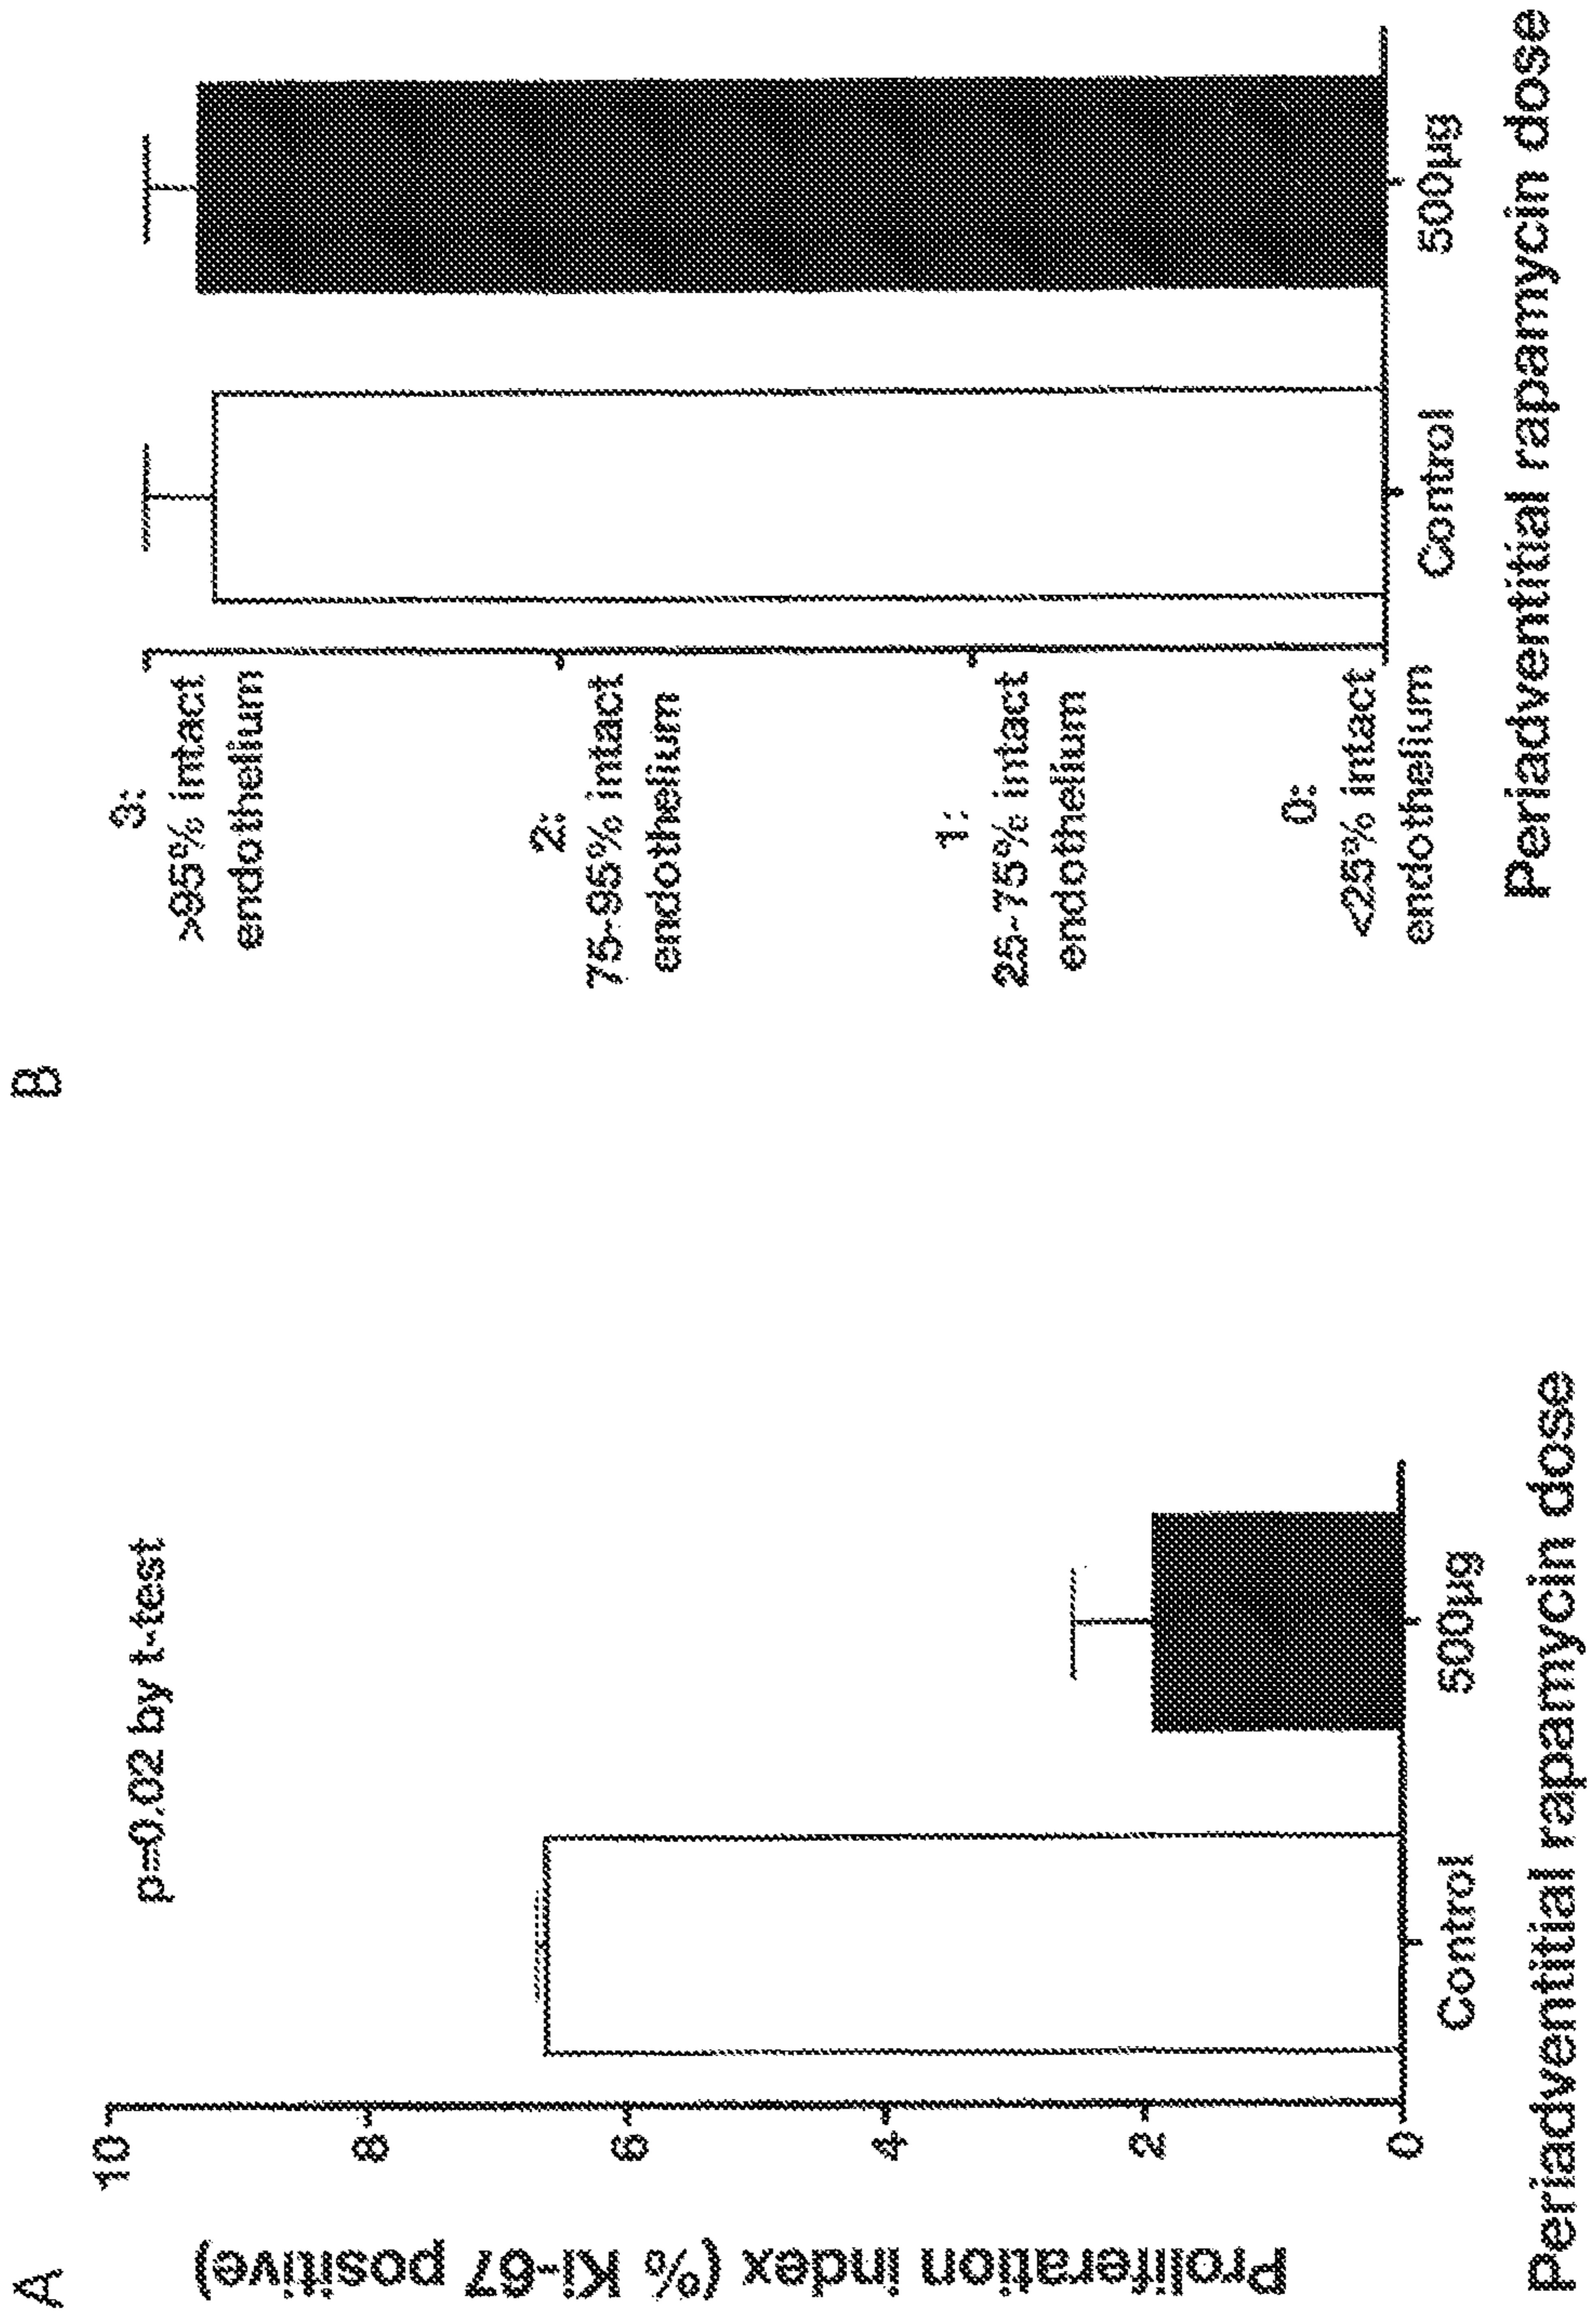 A
p=0.02 by t-test
Proliferation index (% Ki-67 positive)
10
8
6
4
2
0
Control
500µg
Periadventitial rapamycin dose
B
3:
>95% intact
endothelium
2:
75-95% intact
endothelium
1:
25-75% intact
endothelium
0:
<25% intact
endothelium
Control
500µg
Periadventitial rapamycin dose